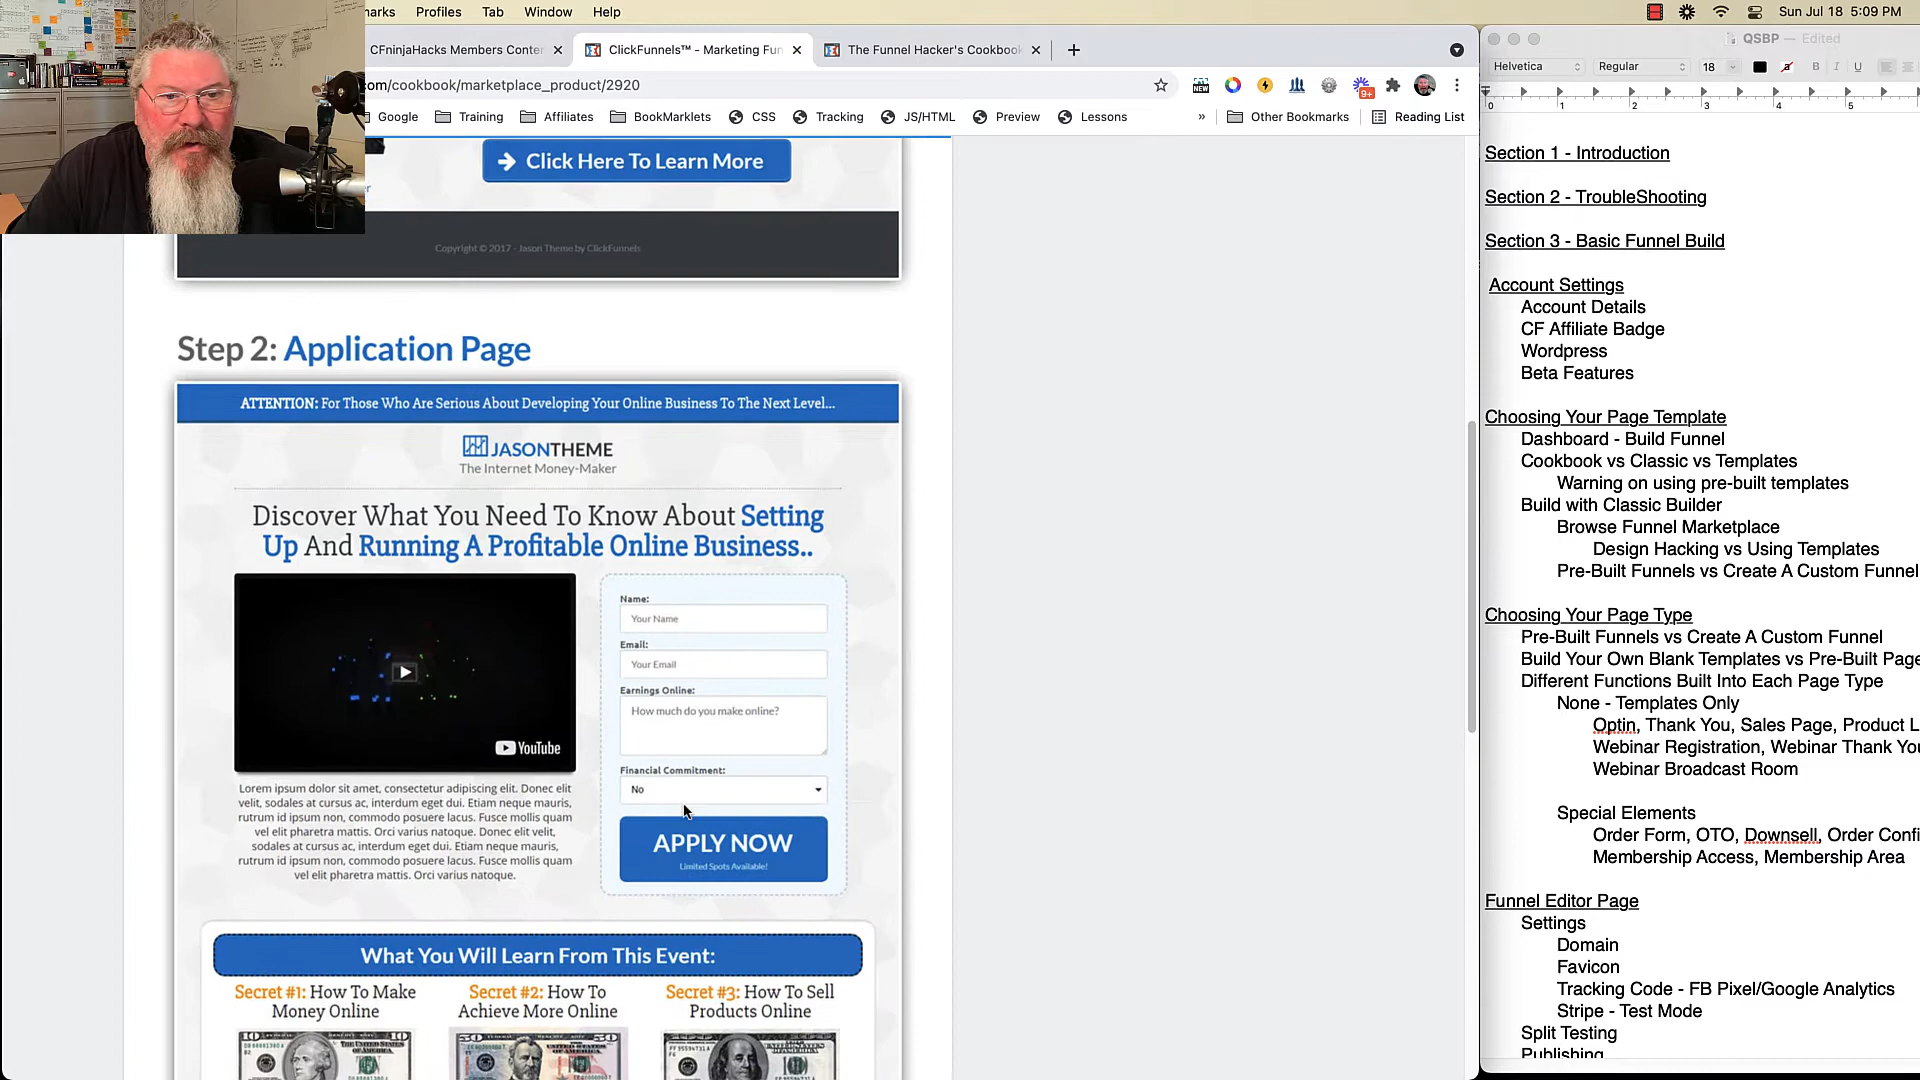 Profiles Tab Window Help
Sun Jul 18 5:09 PM
CFninjaHacks Members Conter
ClickFunnels™ - Marketing Fun
The Funnel Hacker's Cookbook
QSBP — Edited
com/cookbook/marketplace_product/2920
Helvetica Regular 18 B I U
Google Training Affiliates BookMarklets CSS Tracking JS/HTML Preview Lessons » Other Bookmarks Reading List
0 1 2 3 4 5
Click Here To Learn More
Copyright © 2017 - Jason Theme by ClickFunnels
Step 2: Application Page
ATTENTION: For Those Who Are Serious About Developing Your Online Business To The Next Level...
JASONTHEME
The Internet Money-Maker
Discover What You Need To Know About Setting
Up And Running A Profitable Online Business..
YouTube
Lorem ipsum dolor sit amet, consectetur adipiscing elit. Donec elit
velit, sodales at cursus ac, interdum eget dui. Etiam neque mauris,
rutrum id ipsum non, commodo posuere lacus. Fusce mollis quam
vel elit pharetra mattis. Orci varius natoque. Donec elit velit,
sodales at cursus ac, interdum eget dui. Etiam neque mauris,
rutrum id ipsum non, commodo posuere lacus. Fusce mollis quam
vel elit pharetra mattis. Orci varius natoque.
Name:
Your Name
Email:
Your Email
Earnings Online:
How much do you make online?
Financial Commitment:
No
APPLY NOW
Limited Spots Available!
What You Will Learn From This Event:
Secret #1: How To Make
Money Online
Secret #2: How To
Achieve More Online
Secret #3: How To Sell
Products Online
Section 1 - Introduction
Section 2 - TroubleShooting
Section 3 - Basic Funnel Build
Account Settings
Account Details
CF Affiliate Badge
Wordpress
Beta Features
Choosing Your Page Template
Dashboard - Build Funnel
Cookbook vs Classic vs Templates
Warning on using pre-built templates
Build with Classic Builder
Browse Funnel Marketplace
Design Hacking vs Using Templates
Pre-Built Funnels vs Create A Custom Funnel
Choosing Your Page Type
Pre-Built Funnels vs Create A Custom Funnel
Build Your Own Blank Templates vs Pre-Built Page
Different Functions Built Into Each Page Type
None - Templates Only
Optin, Thank You, Sales Page, Product L
Webinar Registration, Webinar Thank You
Webinar Broadcast Room
Special Elements
Order Form, OTO, Downsell, Order Confi
Membership Access, Membership Area
Funnel Editor Page
Settings
Domain
Favicon
Tracking Code - FB Pixel/Google Analytics
Stripe - Test Mode
Split Testing
Publishing